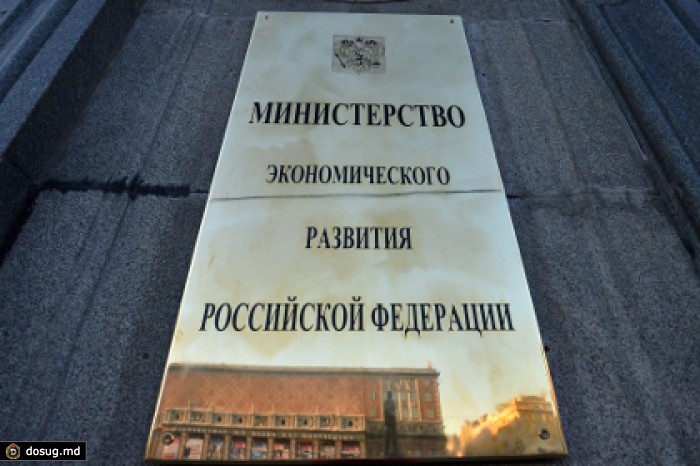 МИНИСТЕРСТВО
ЭКОНОМИЧЕСКОГО
РАЗВИТИЯ
РОССИЙСКОЙ ФЕДЕРАЦИИ
dosug.md